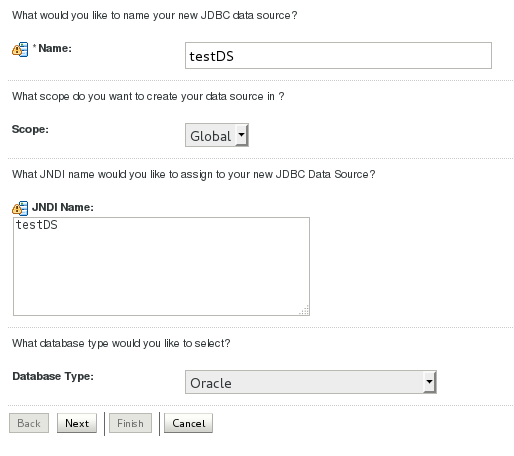 What would you like to name your new JDBC data source?
* Name: testDS
What scope do you want to create your data source in ?
Scope: Global
What JNDI name would you like to assign to your new JDBC Data Source?
JNDI Name:
testDS
What database type would you like to select?
Database Type: Oracle
Back Next Finish Cancel